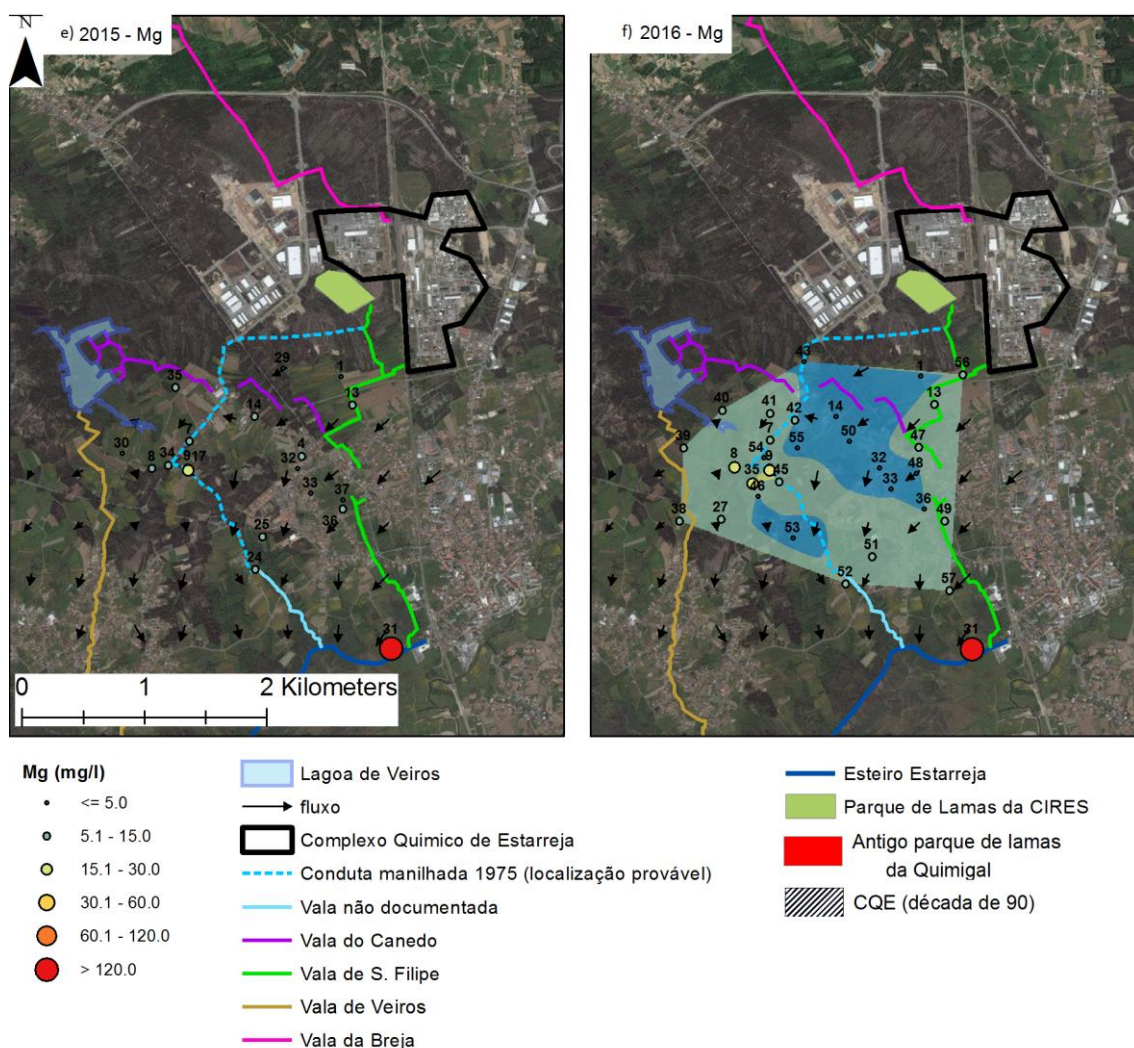 N
e) 2015 - Mg
29
1
35
13
14
7
4
30
34
8
917
32
33
37
36
25
24
31
0 1 2 Kilometers
f) 2016 - Mg
43
1
56
40
41
13
42
14
7
50
47
39
55
54
8
9
32
48
35
45
33
46
36
38
27
49
53
51
52
57
31
Mg (mg/l)
<= 5.0
5.1 - 15.0
15.1 - 30.0
30.1 - 60.0
60.1 - 120.0
> 120.0
Lagoa de Veiros
fluxo
Complexo Quimico de Estarreja
Conduta manilhada 1975 (localização provável)
Vala não documentada
Vala do Canedo
Vala de S. Filipe
Vala de Veiros
Vala da Breja
Esteiro Estarreja
Parque de Lamas da CIRES
Antigo parque de lamas
da Quimigal
CQE (década de 90)